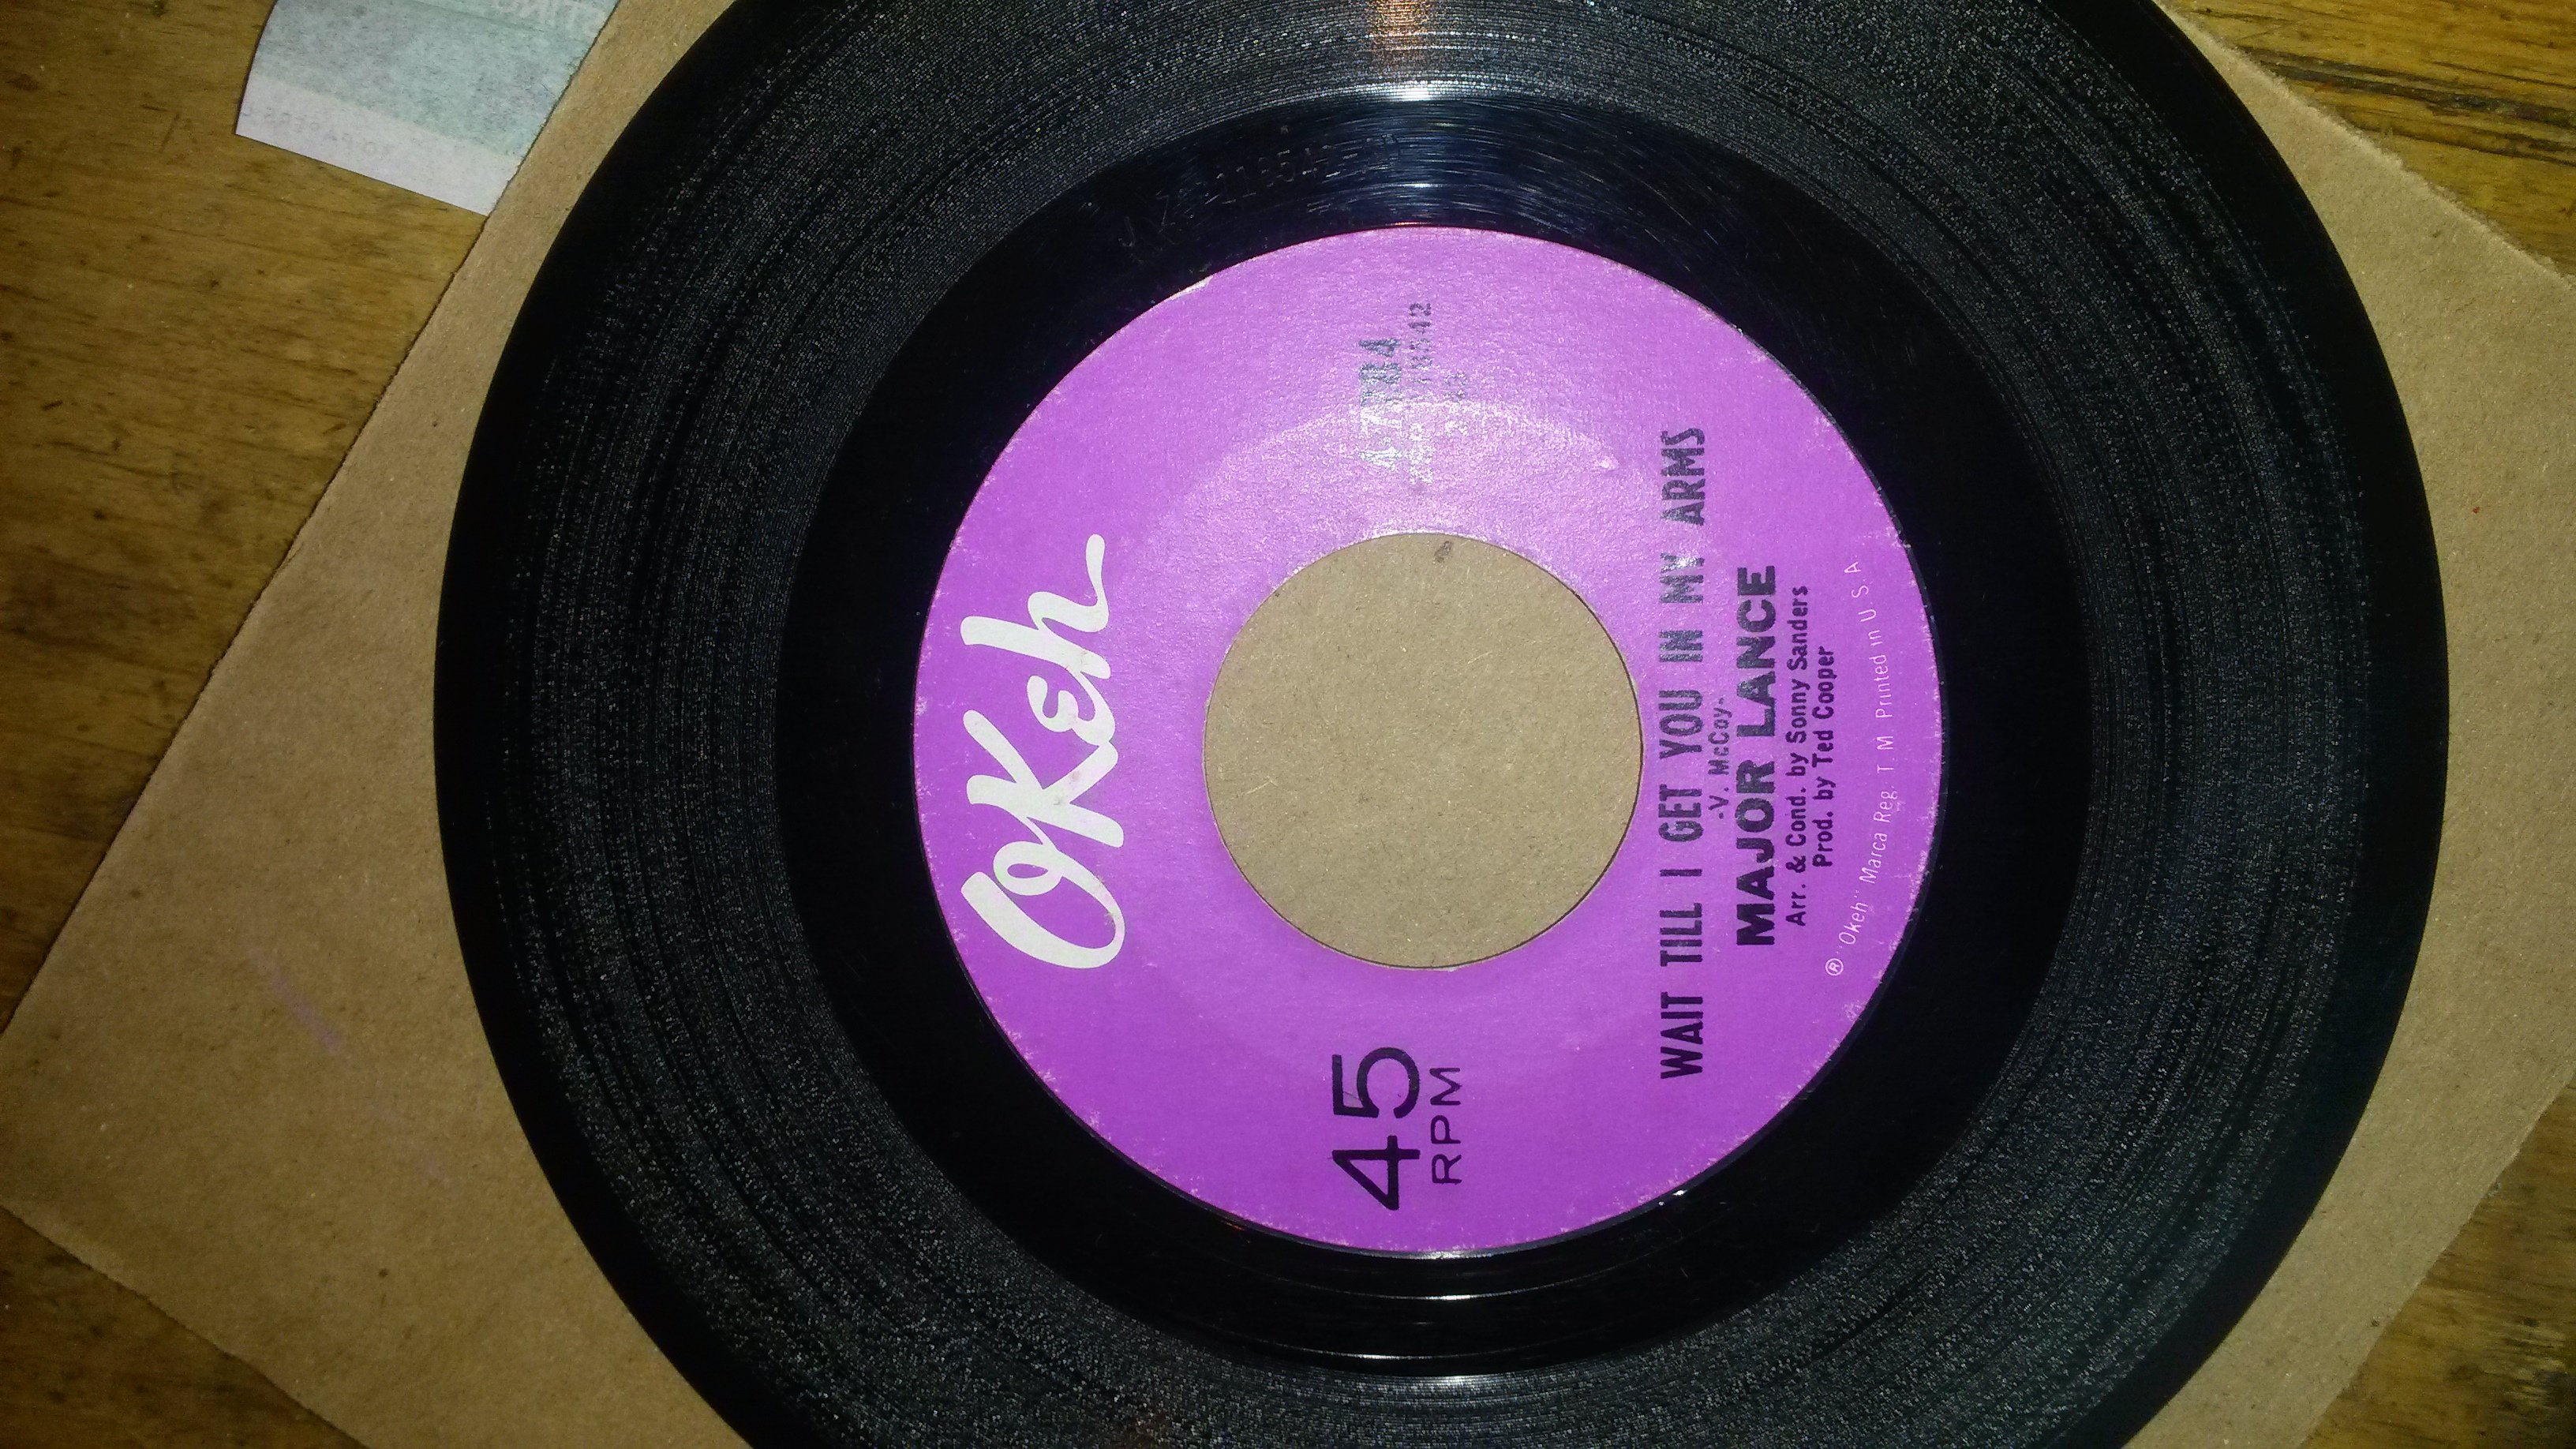 OKeh
45
RPM
WAIT TILL I GET YOU IN MY ARMS
-V. McCoy-
MAJOR LANCE
Arr. & Cond. by Sonny Sanders
Prod. by Ted Cooper
® "Okeh" Marca Reg. T. M. Printed in U S A